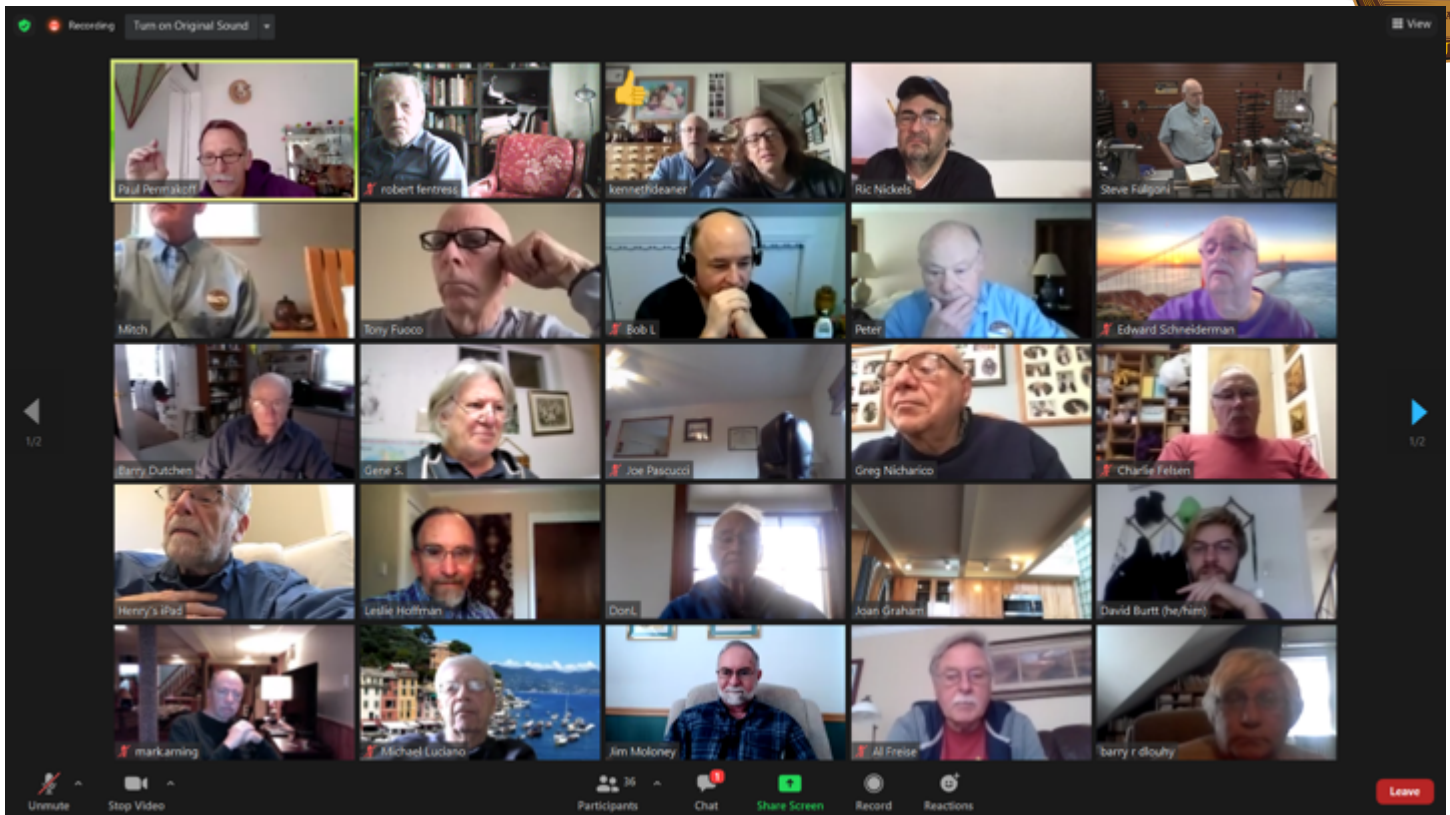 Recording Turn on Original Sound View
Paul Permakoff robert fentress kennethdeaner Ric Nickels Steve Fulgoni
Mitch Tony Fuoco Bob L Peter Edward Schneiderman
Barry Dutchen Gene S. Joe Pascucci Greg Nicharico Charlie Felsen
1/2 1/2
Henry's iPad Leslie Hoffman DonL Joan Graham David Burtt (he/him)
markarning Michael Luciano Jim Moloney Al Freise barry r dlouhy
36 1
Unmute Stop Video Participants Chat Share Screen Record Reactions Leave